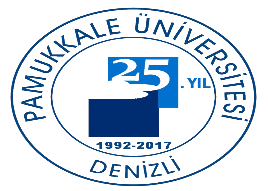 PAMUKKALE ÜNİVERSİTESİ
25
.YIL
1992-2017
DENİZLİ